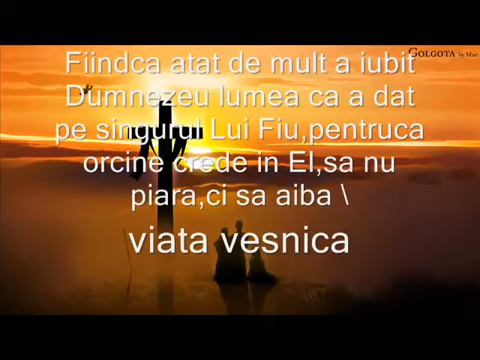 GOLGOTA by Mac
Fiindca atat de mult a iubit
Dumnezeu lumea ca a dat
pe singurul Lui Fiu,pentruca
orcine crede in El,sa nu
piara,ci sa aiba \
viata vesnica